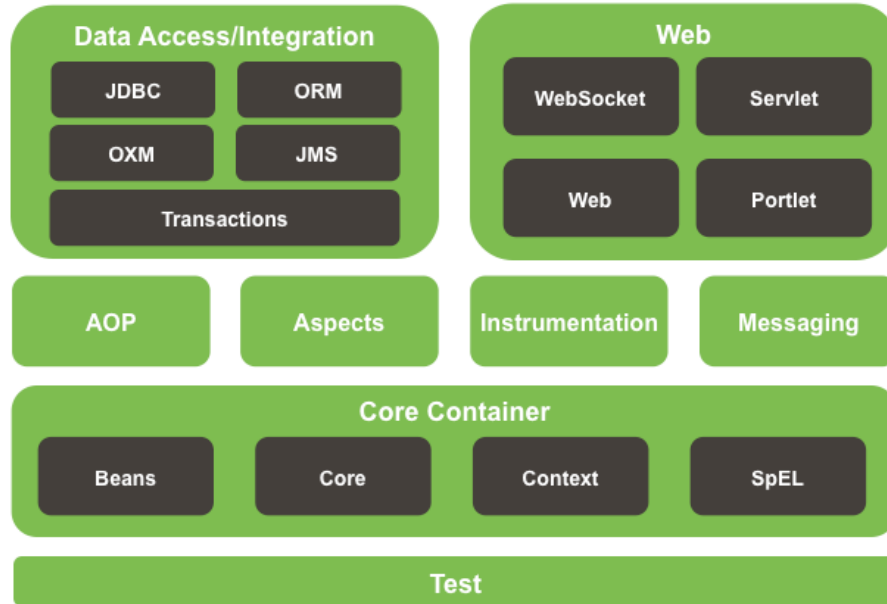 Data Access/Integration
JDBC
ORM
OXM
JMS
Transactions
Web
WebSocket
Servlet
Web
Portlet
AOP
Aspects
Instrumentation
Messaging
Core Container
Beans
Core
Context
SpEL
Test